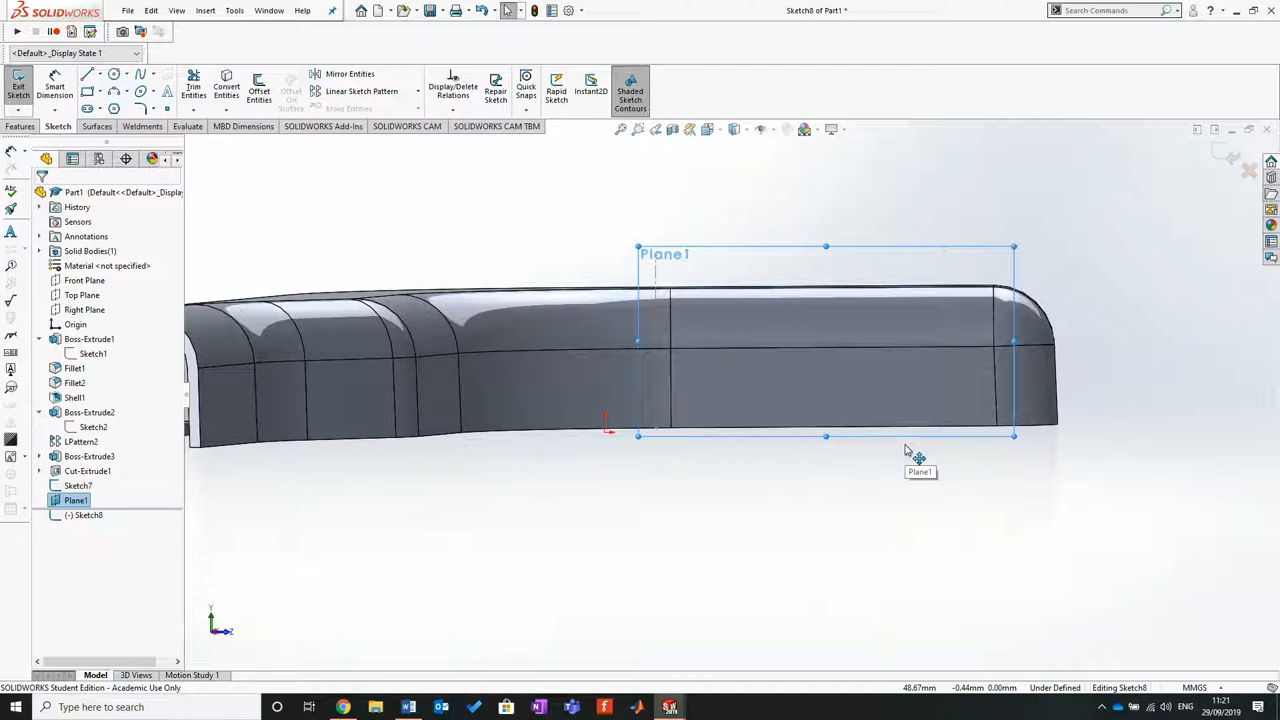 SOLIDWORKS File Edit View Insert Tools Window Help Sketch8 of Part1 * Search Commands
<Default>_Display State 1
Exit Sketch
Smart Dimension
Trim Entities
Convert Entities
Offset Entities
Offset On Surface
Mirror Entities
Linear Sketch Pattern
Move Entities
Display/Delete Relations
Repair Sketch
Quick Snaps
Rapid Sketch
Instant2D
Shaded Sketch Contours
Features Sketch Surfaces Weldments Evaluate MBD Dimensions SOLIDWORKS Add-Ins SOLIDWORKS CAM SOLIDWORKS CAM TBM
Part1 (Default<<Default>_Display
History
Sensors
Annotations
Solid Bodies(1)
Material <not specified>
Front Plane
Top Plane
Right Plane
Origin
Boss-Extrude1
Sketch1
Fillet1
Fillet2
Shell1
Boss-Extrude2
Sketch2
LPattern2
Boss-Extrude3
Cut-Extrude1
Sketch7
Plane1
(-) Sketch8
Plane1
Plane1
Y
Z
Model 3D Views Motion Study 1
SOLIDWORKS Student Edition - Academic Use Only 48.67mm -0.44mm 0.00mm Under Defined Editing Sketch8 MMGS
Type here to search
ENG
11:21
29/09/2019